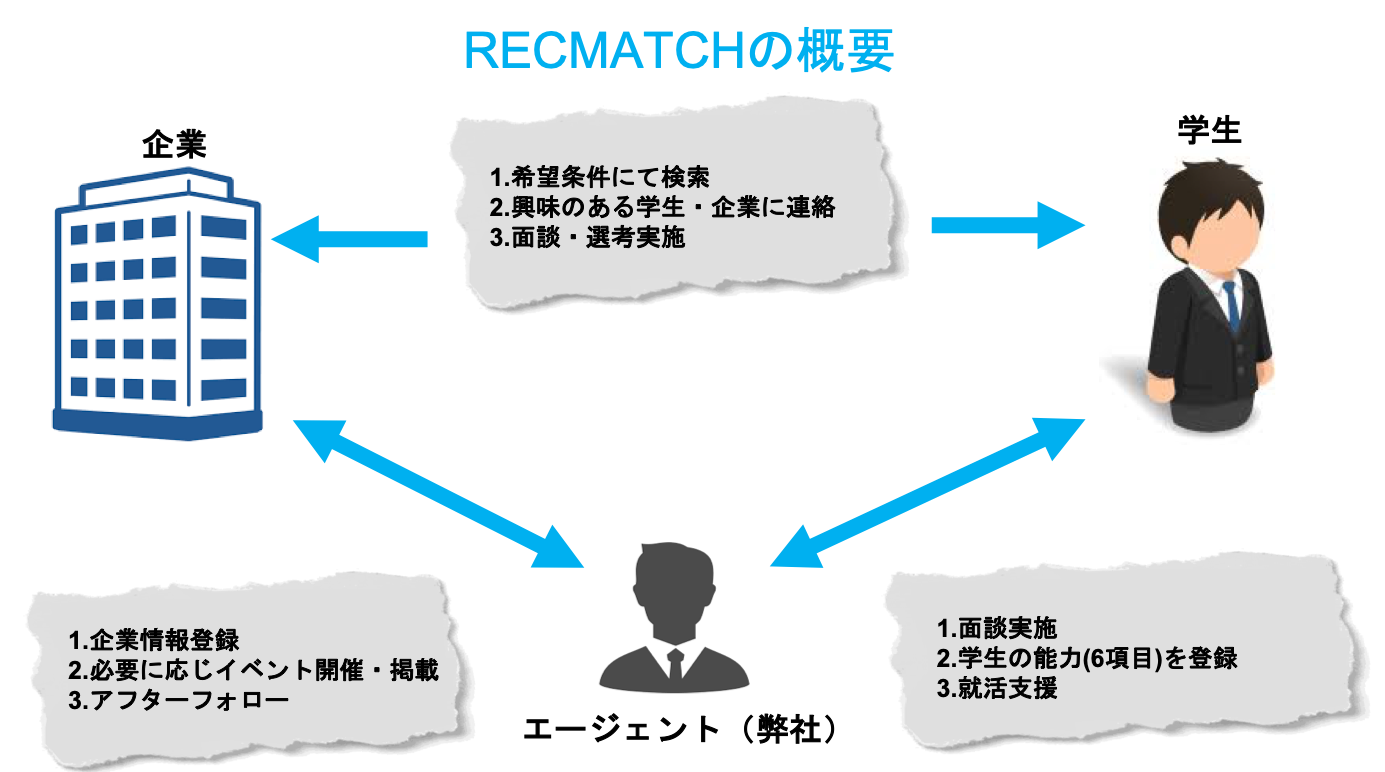 RECMATCHの概要
企業
学生
1.希望条件にて検索
2.興味のある学生・企業に連絡
3.面談・選考実施
1.企業情報登録
2.必要に応じイベント開催・掲載
3.アフターフォロー
1.面談実施
2.学生の能力(6項目)を登録
3.就活支援
エージェント（弊社）